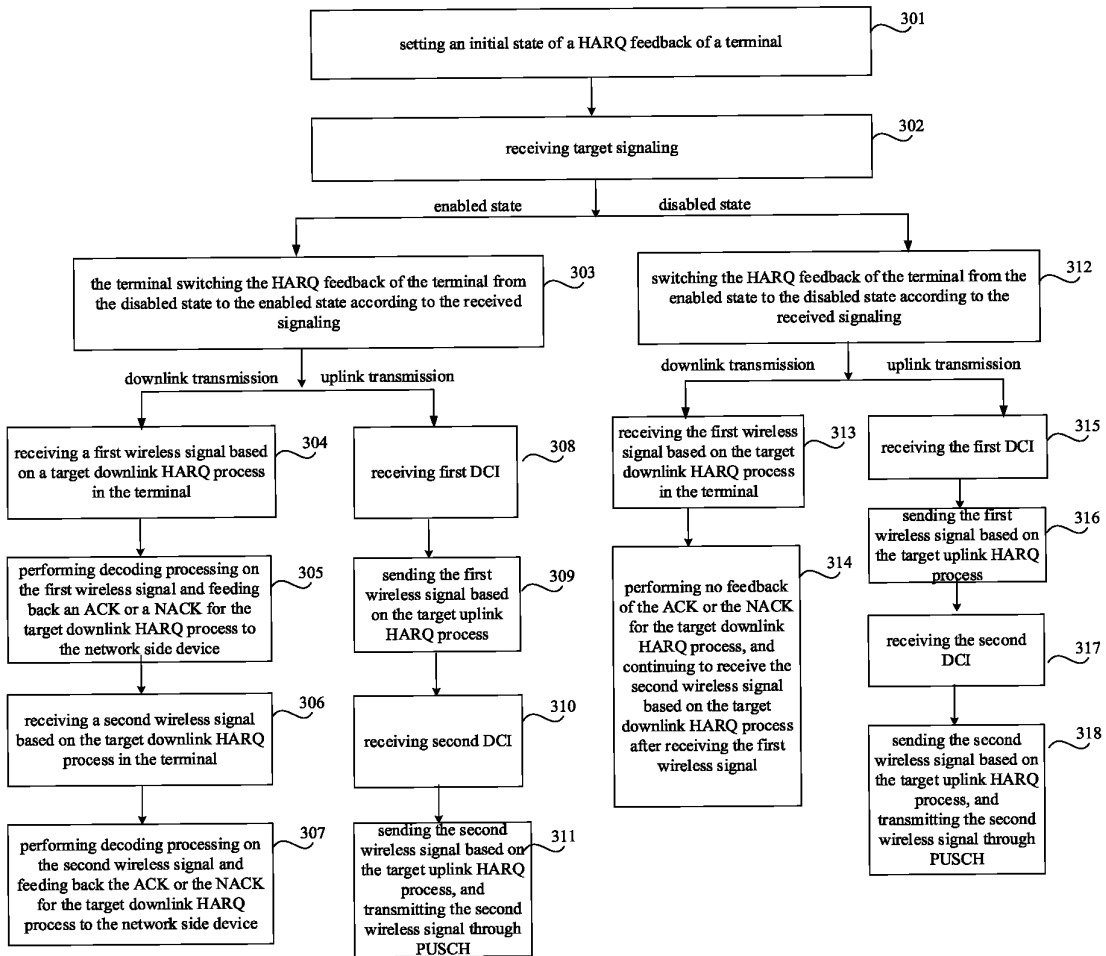 setting an initial state of a HARQ feedback of a terminal
301
receiving target signaling
302
enabled state
disabled state
the terminal switching the HARQ feedback of the terminal from
the disabled state to the enabled state according to the received
signaling
303
switching the HARQ feedback of the terminal from the
enabled state to the disabled state according to the
received signaling
312
downlink transmission
uplink transmission
downlink transmission
uplink transmission
receiving a first wireless signal based
on a target downlink HARQ process
in the terminal
304
receiving first DCI
308
receiving the first wireless
signal based on the target
downlink HARQ process
in the terminal
313
receiving the first DCI
315
performing decoding processing on
the first wireless signal and feeding
back an ACK or a NACK for the
target downlink HARQ process to
the network side device
305
sending the first
wireless signal based
on the target uplink
HARQ process
309
performing no feedback
of the ACK or the NACK
for the target downlink
HARQ process, and
continuing to receive the
second wireless signal
based on the target
downlink HARQ process
after receiving the first
wireless signal
314
sending the first
wireless signal based on
the target uplink HARQ
process
316
receiving the second
DCI
317
receiving a second wireless signal
based on the target downlink HARQ
process in the terminal
306
receiving second DCI
310
sending the second
wireless signal based on
the target uplink HARQ
process, and
transmitting the second
wireless signal through
PUSCH
318
performing decoding processing on
the second wireless signal and
feeding back the ACK or the NACK
for the target downlink HARQ
process to the network side device
307
sending the second
wireless signal based on
the target uplink HARQ
process, and
transmitting the second
wireless signal through
PUSCH
311